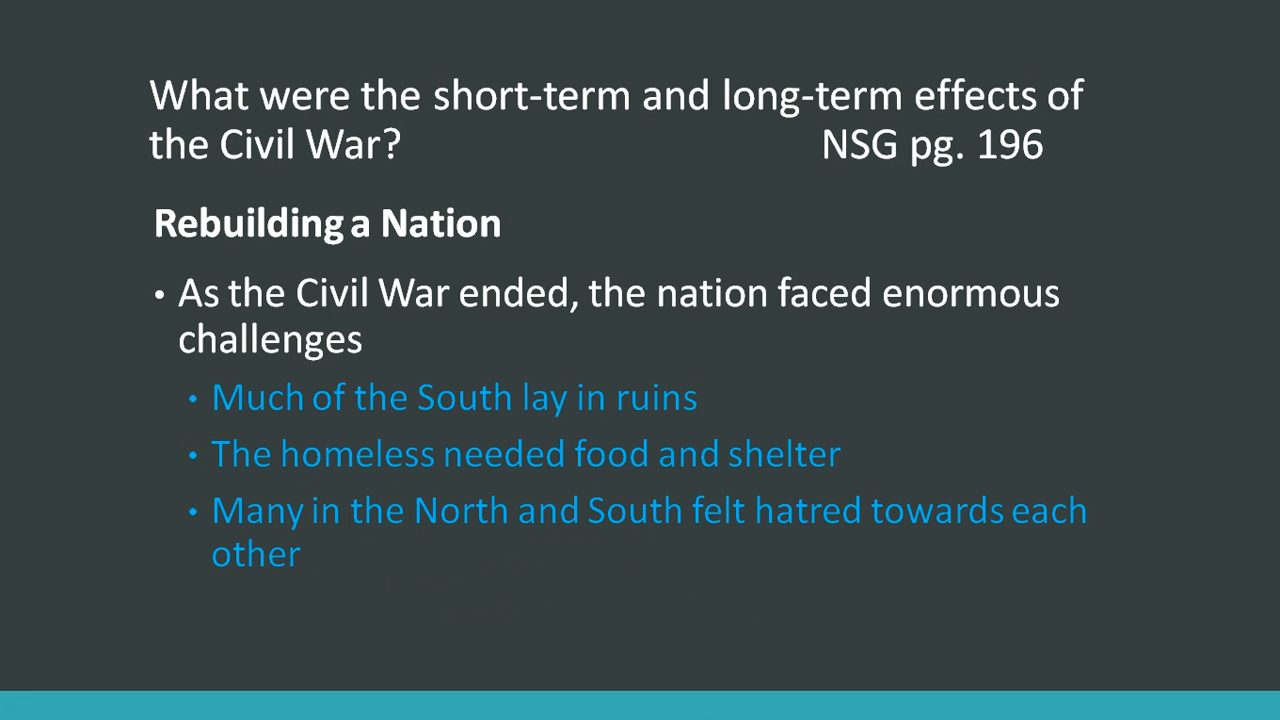 What were the short-term and long-term effects of
the Civil War? NSG pg. 196
Rebuilding a Nation
• As the Civil War ended, the nation faced enormous
challenges
• Much of the South lay in ruins
• The homeless needed food and shelter
• Many in the North and South felt hatred towards each
other